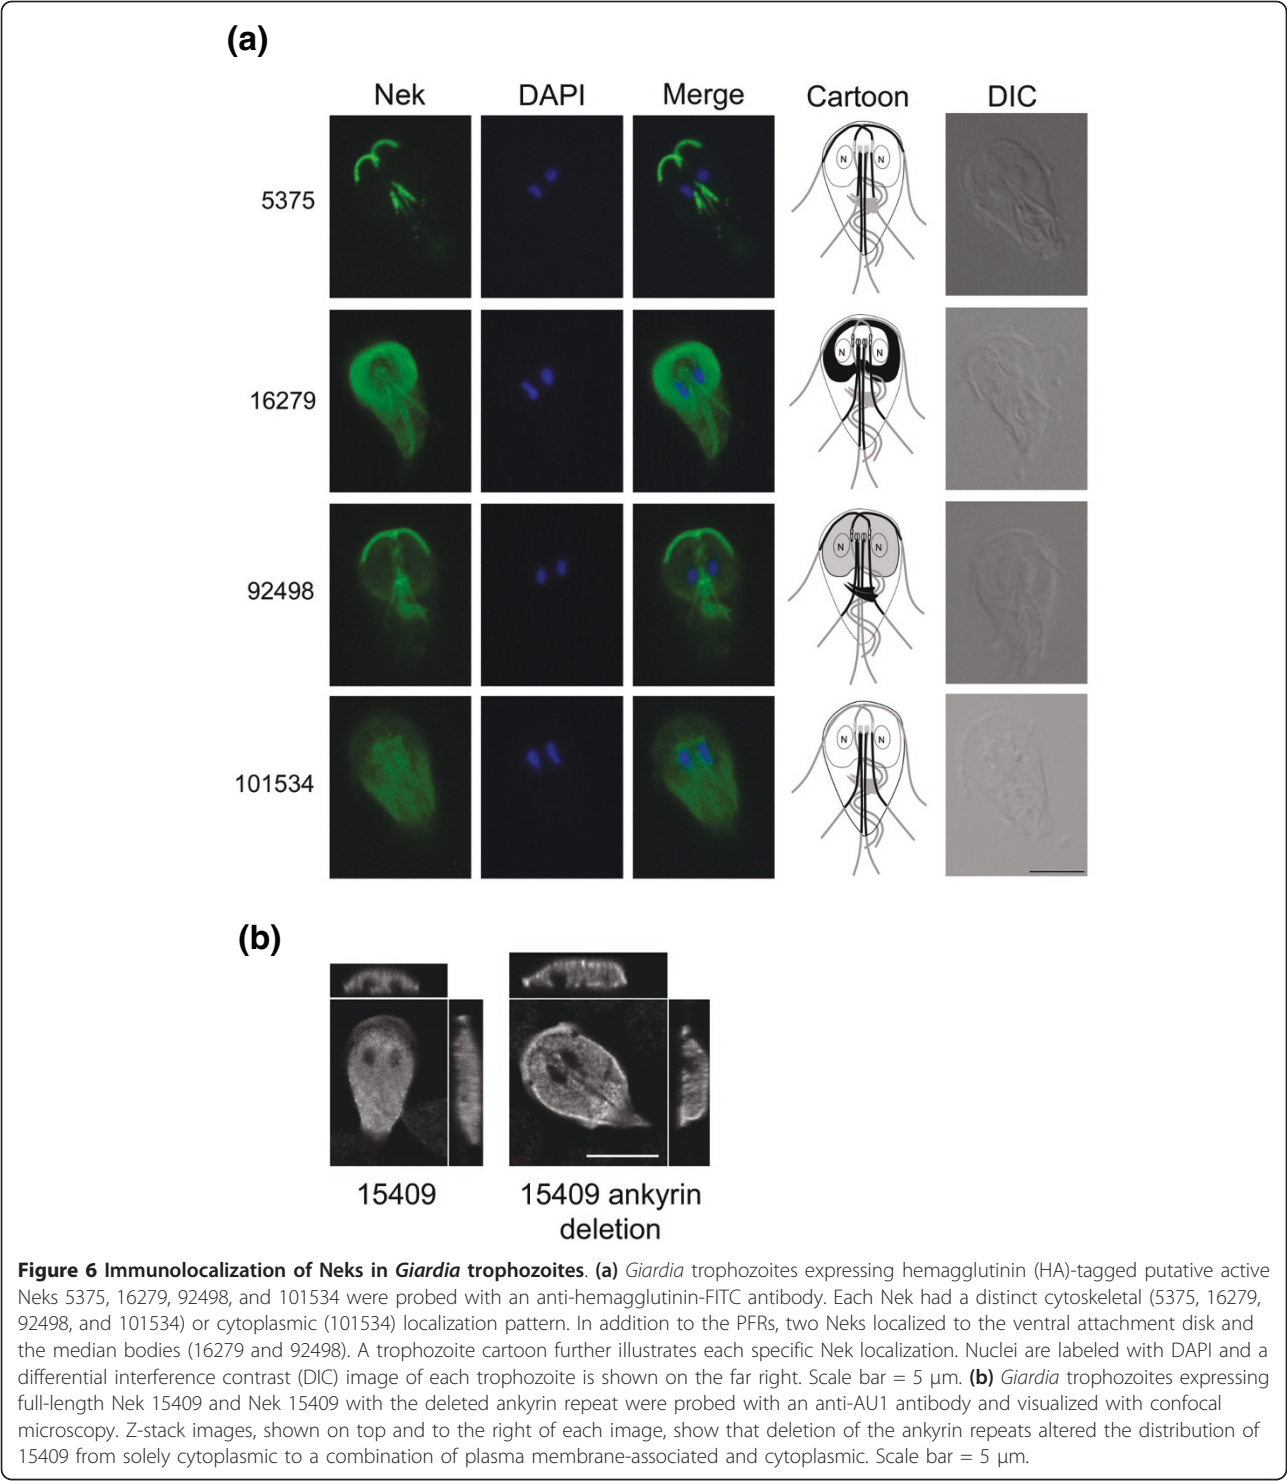 (a)
Nek DAPI Merge Cartoon DIC
5375
N N
16279
N N
92498
N N
101534
N N
(b)
15409
15409 ankyrin
deletion
Figure 6 Immunolocalization of Neks in Giardia trophozoites. (a) Giardia trophozoites expressing hemagglutinin (HA)-tagged putative active
Neks 5375, 16279, 92498, and 101534 were probed with an anti-hemagglutinin-FITC antibody. Each Nek had a distinct cytoskeletal (5375, 16279,
92498, and 101534) or cytoplasmic (101534) localization pattern. In addition to the PFRs, two Neks localized to the ventral attachment disk and
the median bodies (16279 and 92498). A trophozoite cartoon further illustrates each specific Nek localization. Nuclei are labeled with DAPI and a
differential interference contrast (DIC) image of each trophozoite is shown on the far right. Scale bar = 5 μm. (b) Giardia trophozoites expressing
full-length Nek 15409 and Nek 15409 with the deleted ankyrin repeat were probed with an anti-AU1 antibody and visualized with confocal
microscopy. Z-stack images, shown on top and to the right of each image, show that deletion of the ankyrin repeats altered the distribution of
15409 from solely cytoplasmic to a combination of plasma membrane-associated and cytoplasmic. Scale bar = 5 μm.